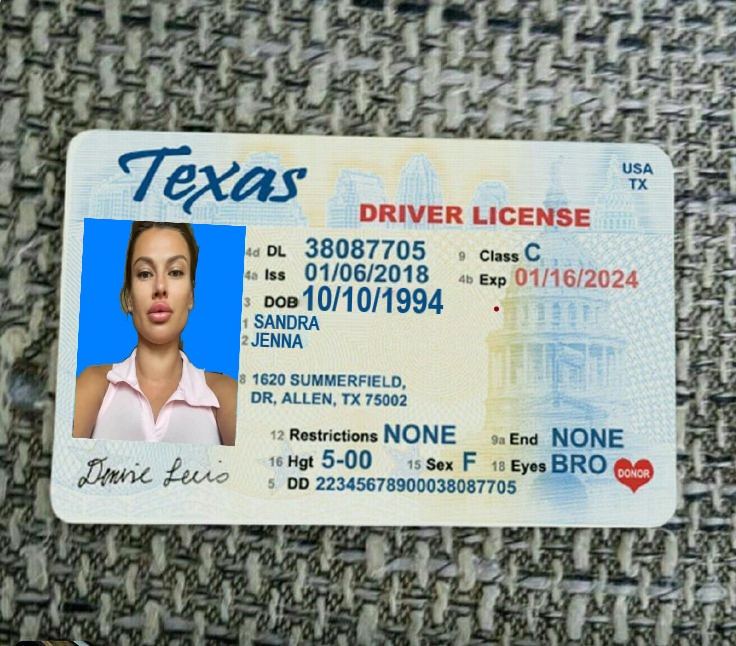 Texas
USA
TX
DRIVER LICENSE
4d DL 38087705 9 Class C
4a Iss 01/06/2018 4b Exp 01/16/2024
3 DOB 10/10/1994
1 SANDRA
2 JENNA
8 1620 SUMMERFIELD,
DR, ALLEN, TX 75002
12 Restrictions NONE 9a End NONE
16 Hgt 5-00 15 Sex F 18 Eyes BRO
DONOR
5 DD 22345678900038087705
Denise Lewis